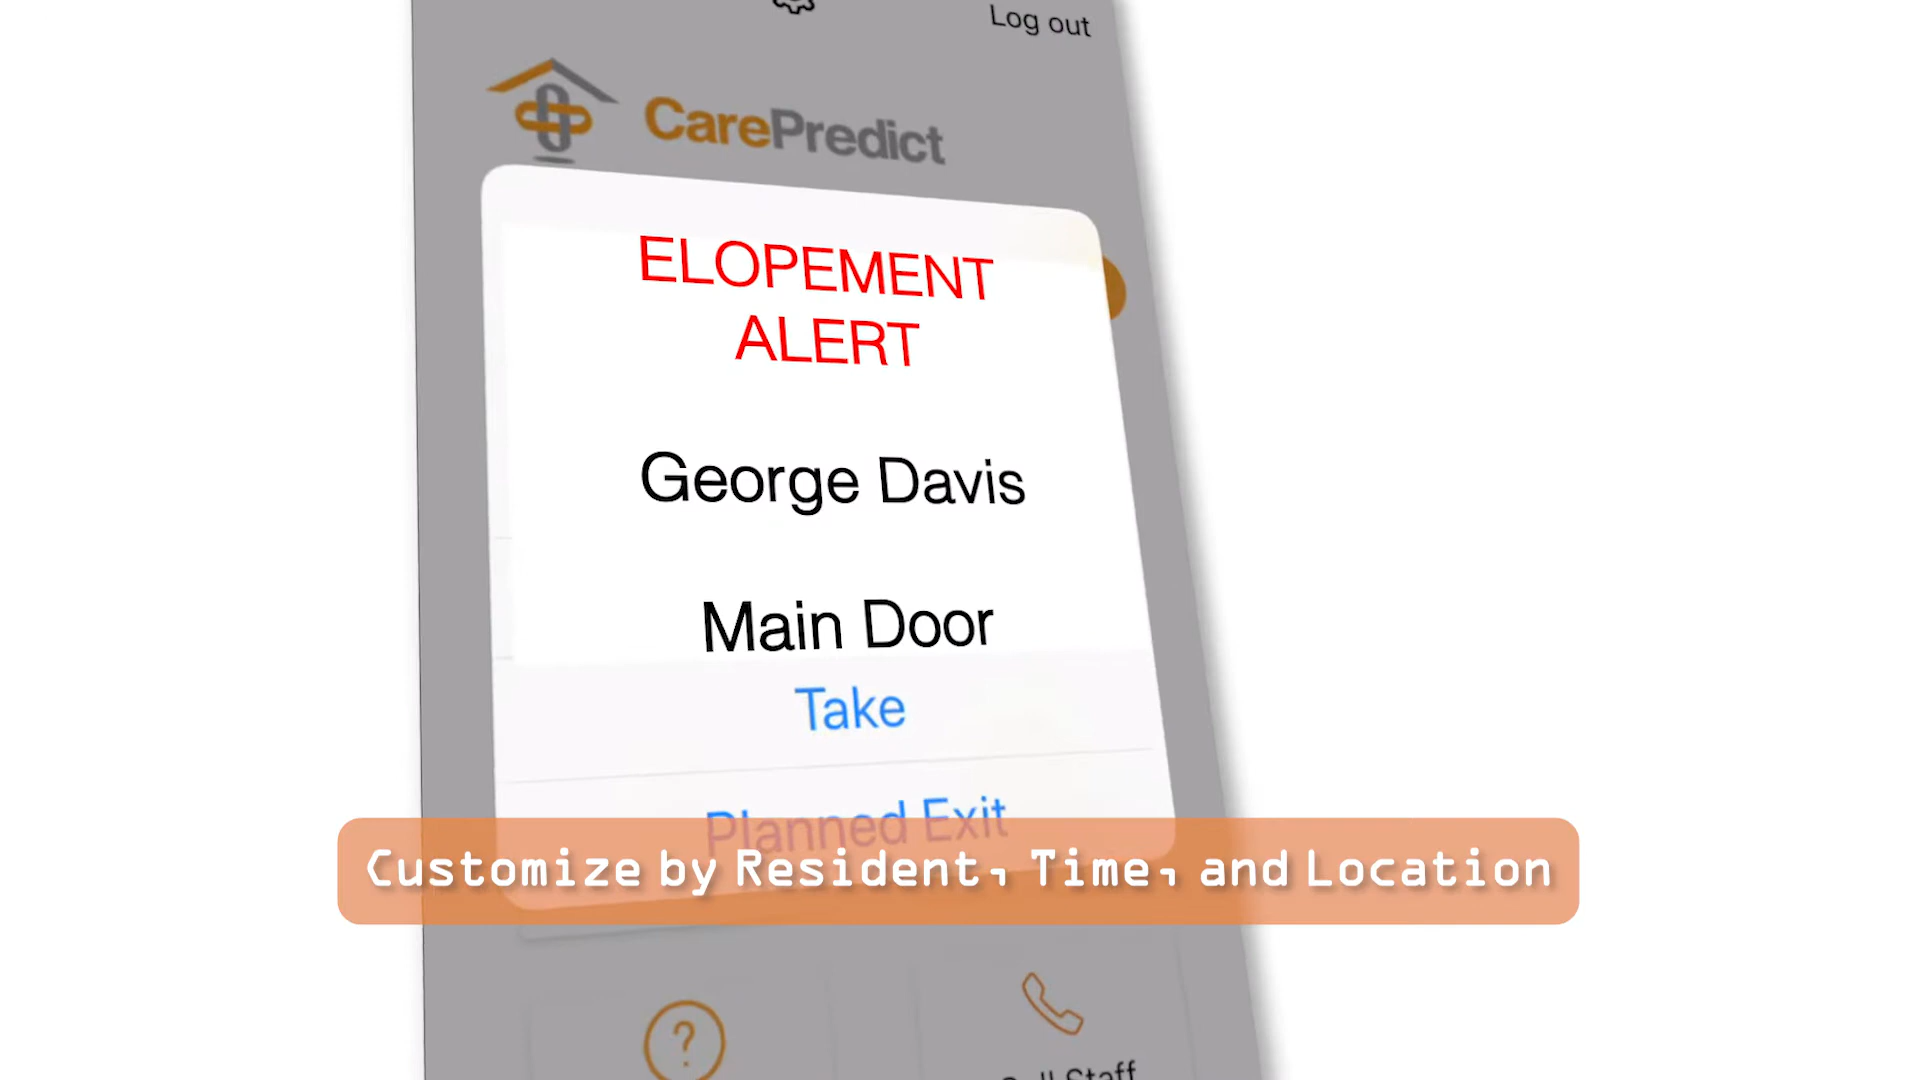 Log out
CarePredict
ELOPEMENT
ALERT
George Davis
Main Door
Take
Planned Exit
Customize by Resident, Time, and Location
?
Call Staff